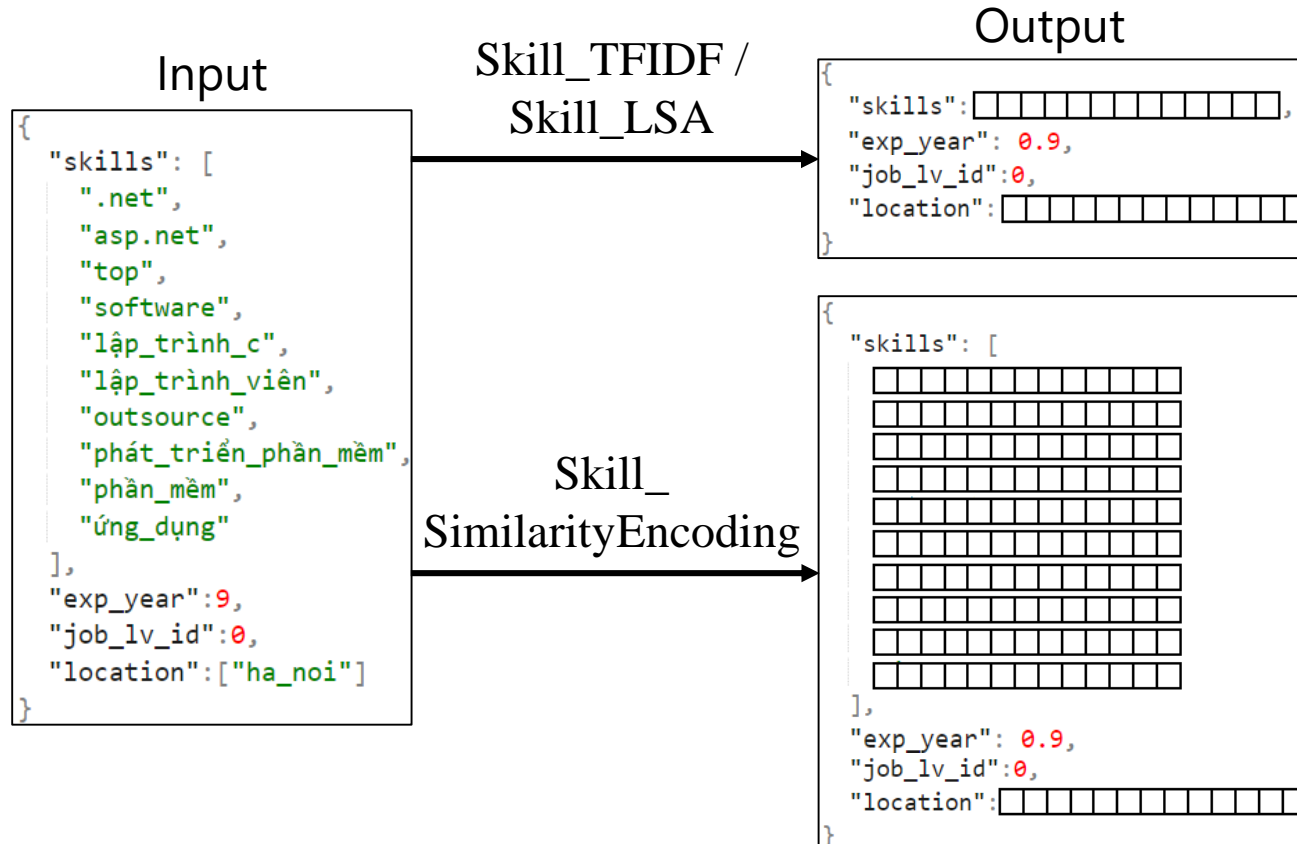 Input
{
"skills": [
".net",
"asp.net",
"top",
"software",
"lập_trình_c",
"lập_trình_viên",
"outsource",
"phát_triển_phần_mềm",
"phần_mềm",
"ứng_dụng"
],
"exp_year":9,
"job_lv_id":0,
"location":["ha_noi"]
}
Skill_TFIDF /
Skill_LSA
Skill_
SimilarityEncoding
Output
{
"skills": ,
"exp_year": 0.9,
"job_lv_id":0,
"location":
}
{
"skills": [
],
"exp_year": 0.9,
"job_lv_id":0,
"location":
}